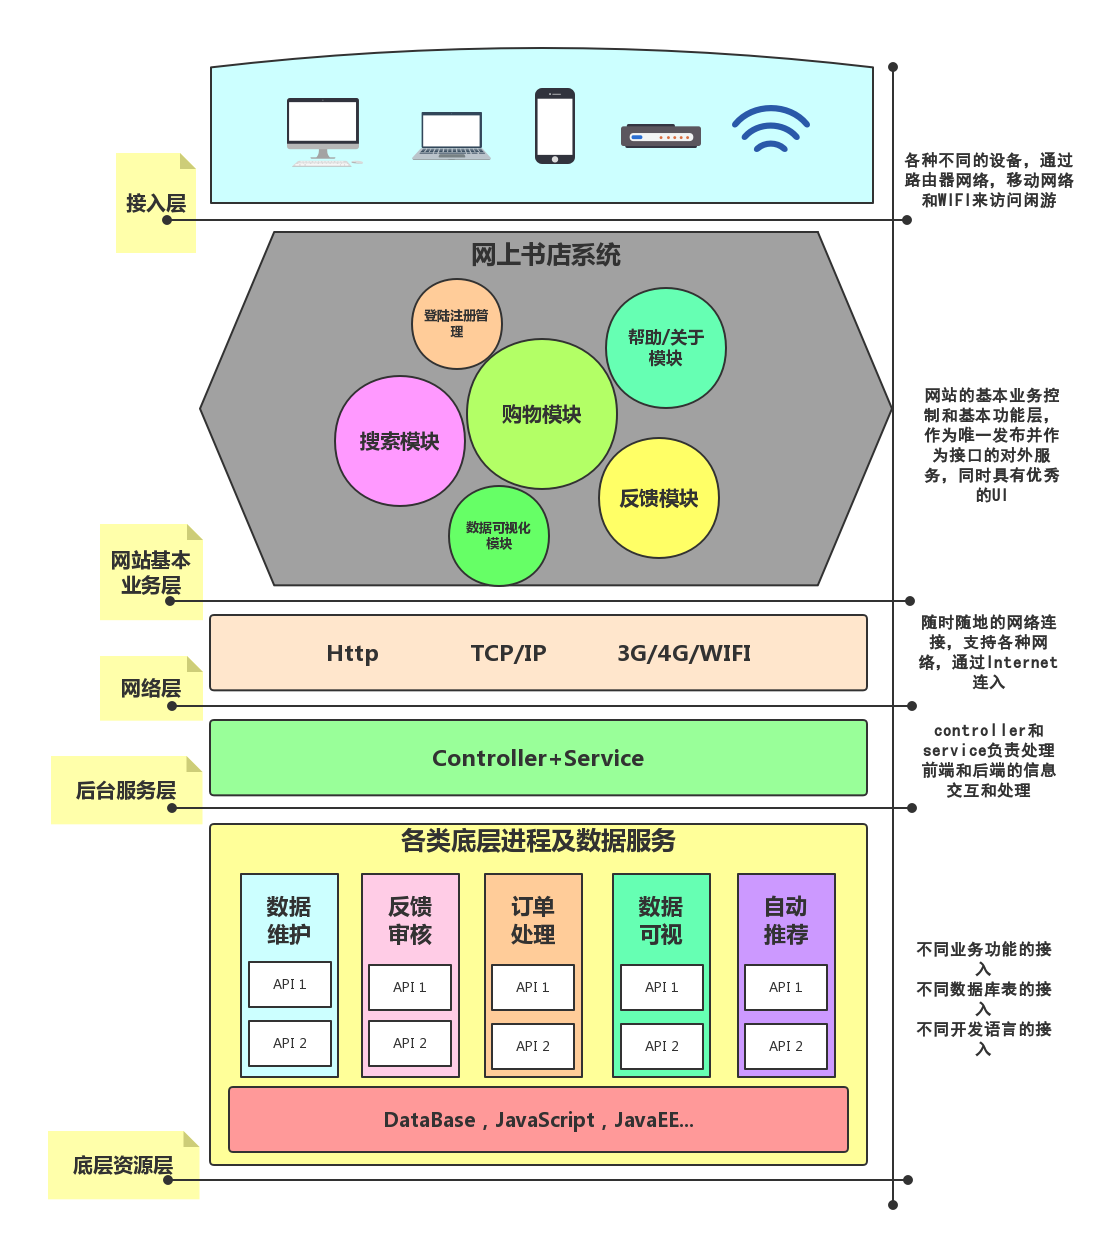 接入层
各种不同的设备，通过
路由器网络，移动网络
和WIFI来访问闲游
网上书店系统
登陆注册管
理
帮助/关于
模块
购物模块
搜索模块
反馈模块
数据可视化
模块
网站的基本业务控
制和基本功能层，
作为唯一发布并作
为接口的对外服
务，同时具有优秀
的UI
网站基本
业务层
Http
TCP/IP
3G/4G/WIFI
随时随地的网络连
接，支持各种网
络，通过Internet
连入
网络层
Controller+Service
controller和
service负责处理
前端和后端的信息
交互和处理
后台服务层
各类底层进程及数据服务
数据
维护
API 1
API 2
反馈
审核
API 1
API 2
订单
处理
API 1
API 2
数据
可视
API 1
API 2
自动
推荐
API 1
API 2
不同业务功能的接
入
不同数据库表的接
入
不同开发语言的接
入
DataBase，JavaScript，JavaEE...
底层资源层